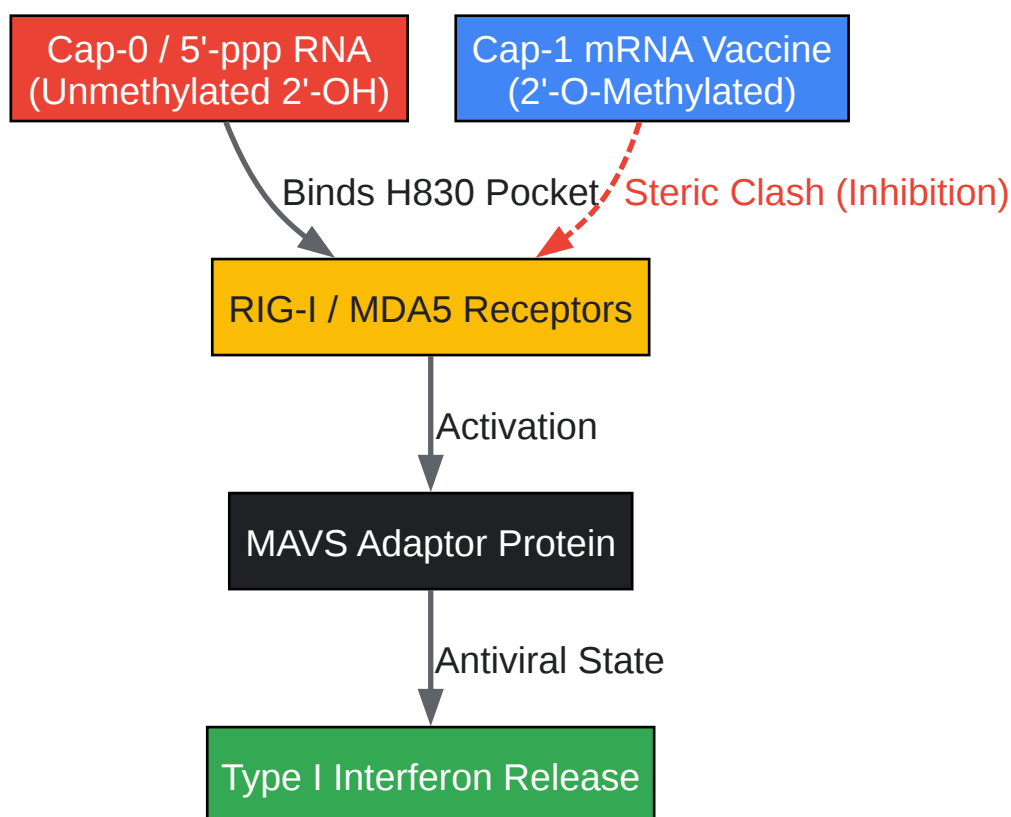 Cap-0 / 5'-ppp RNA
(Unmethylated 2'-OH)
Cap-1 mRNA Vaccine
(2'-O-Methylated)
Binds H830 Pocket
Steric Clash (Inhibition)
RIG-I / MDA5 Receptors
Activation
MAVS Adaptor Protein
Antiviral State
Type I Interferon Release